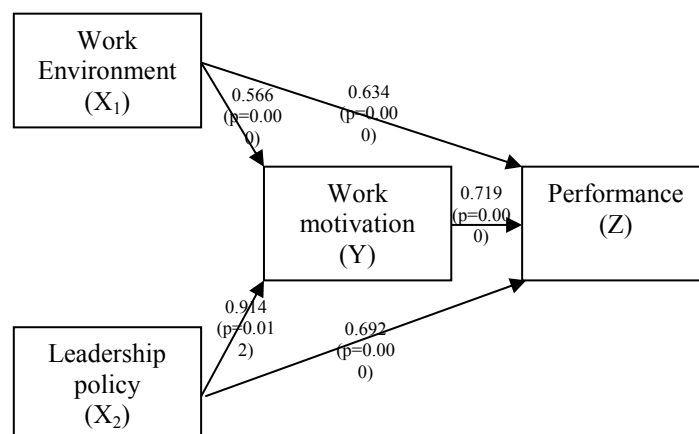 Work
Environment
(X₁)
0.566
(p=0.00
0)
0.634
(p=0.00
0)
Work
motivation
(Y)
0.719
(p=0.00
0)
Performance
(Z)
0.914
(p=0.01
2)
0.692
(p=0.00
0)
Leadership
policy
(X₂)